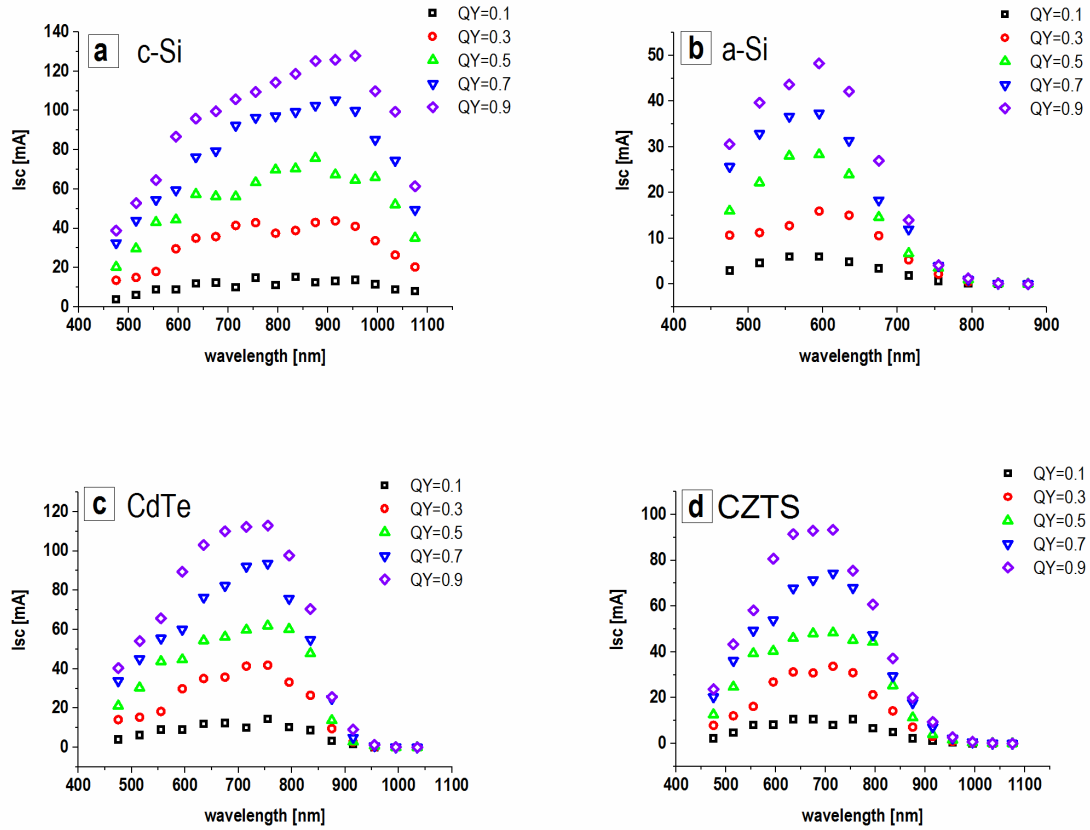 a c-Si
QY=0.1
QY=0.3
QY=0.5
QY=0.7
QY=0.9
140
120
100
80
60
40
20
0
Isc [mA]
400 500 600 700 800 900 1000 1100
wavelength [nm]
b a-Si
QY=0.1
QY=0.3
QY=0.5
QY=0.7
QY=0.9
50
40
30
20
10
0
Isc [mA]
400 500 600 700 800 900
wavelength [nm]
c CdTe
QY=0.1
QY=0.3
QY=0.5
QY=0.7
QY=0.9
120
100
80
60
40
20
0
Isc [mA]
400 500 600 700 800 900 1000 1100
wavelength [nm]
d CZTS
QY=0.1
QY=0.3
QY=0.5
QY=0.7
QY=0.9
100
80
60
40
20
0
Isc [mA]
400 500 600 700 800 900 1000 1100
wavelength [nm]